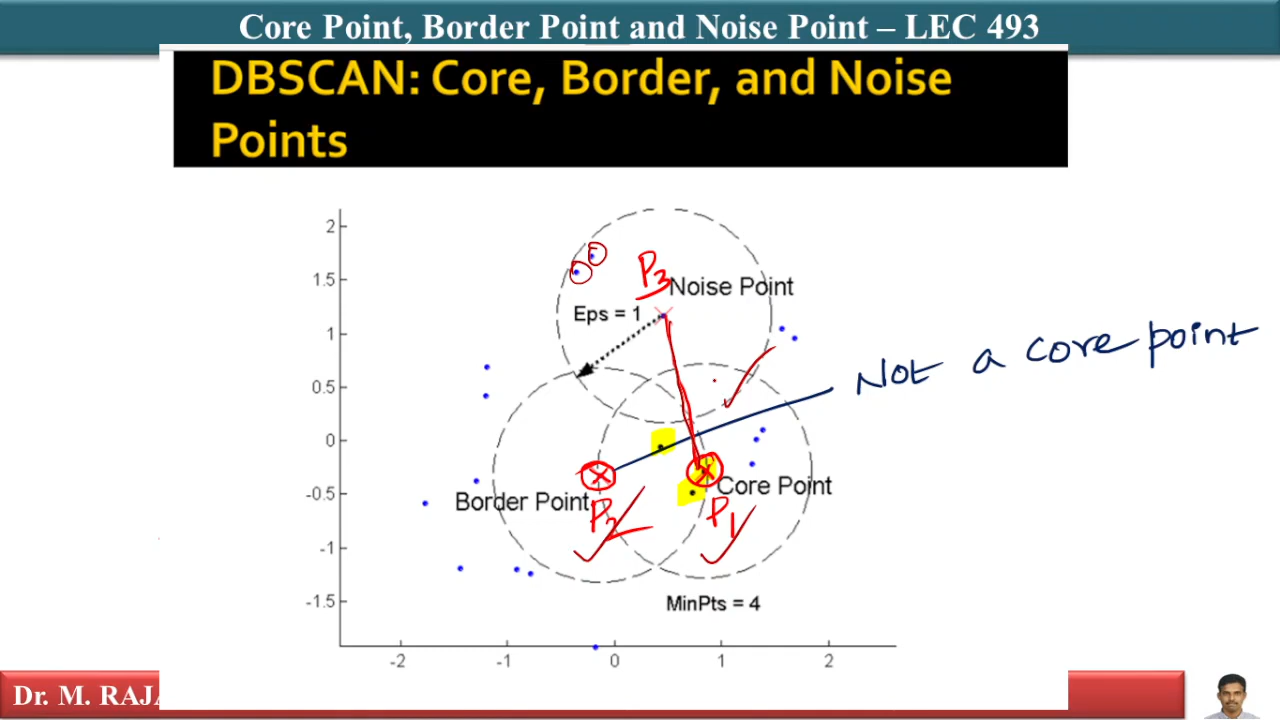 Core Point, Border Point and Noise Point – LEC 493
DBSCAN: Core, Border, and Noise
Points
2
1.5
P3
Noise Point
Eps = 1
1
Not a core point
0.5
0
-0.5
Border Point
Core Point
P2
P1
-1
-1.5
MinPts = 4
-2
-1
0
1
2
Dr. M. RAJA